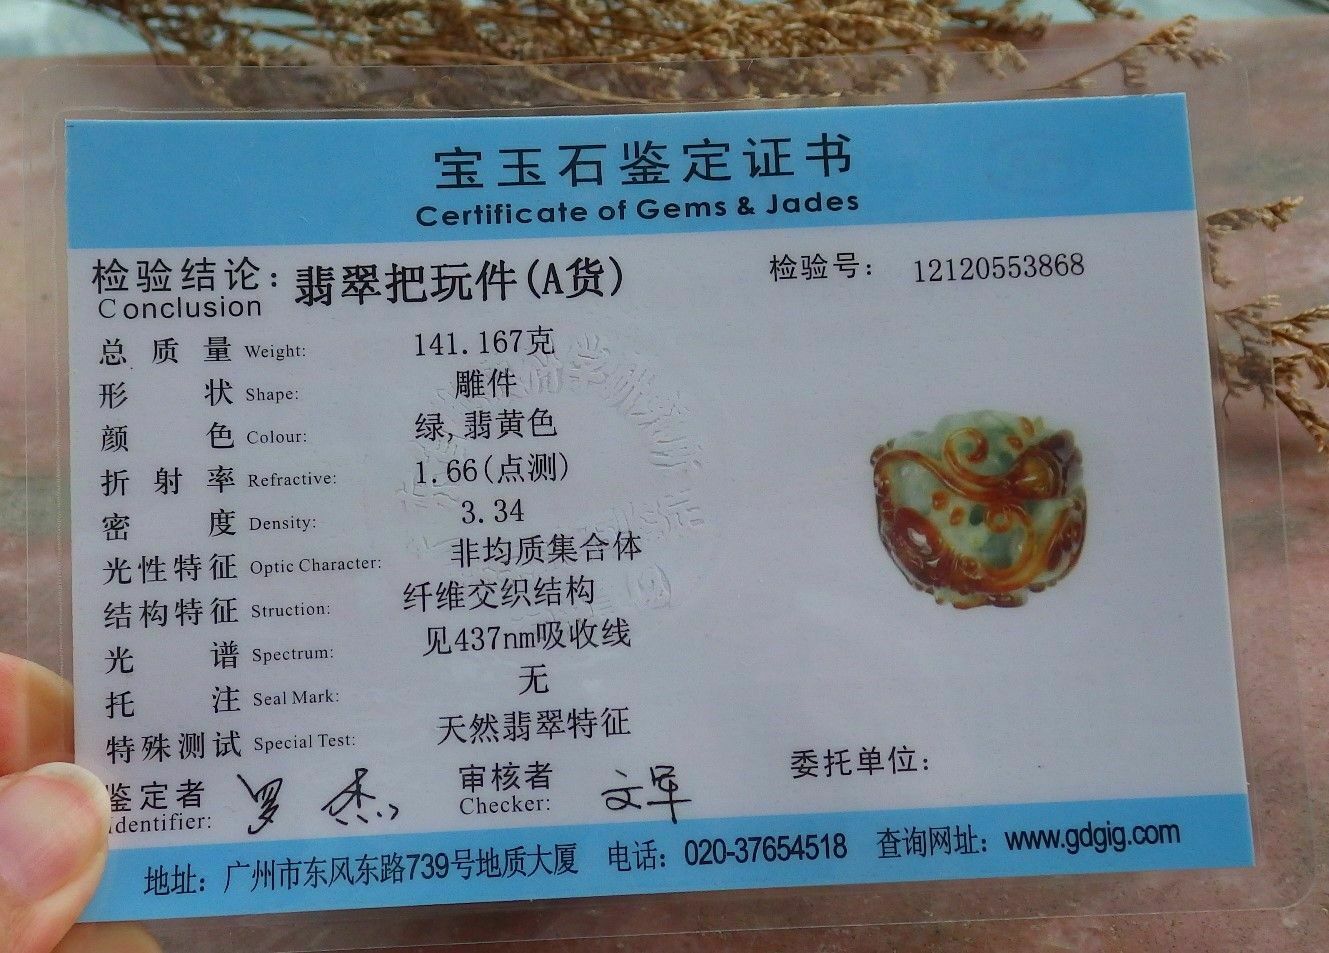 宝玉石鉴定证书
Certificate of Gems & Jades
检验结论: 翡翠把玩件(A货)
Conclusion
检验号: 12120553868
总质量 Weight: 141.167克
形状 Shape: 雕件
颜色 Colour: 绿,翡黄色
折射率 Refractive: 1.66(点测)
密度 Density: 3.34
光性特征 Optic Character: 非均质集合体
结构特征 Struction: 纤维交织结构
光谱 Spectrum: 见437nm吸收线
托注 Seal Mark: 无
特殊测试 Special Test: 天然翡翠特征
鉴定者 罗杰
Identifier:
审核者 文军
Checker:
委托单位:
地址: 广州市东风东路739号地质大厦 电话: 020-37654518 查询网址: www.gdgig.com